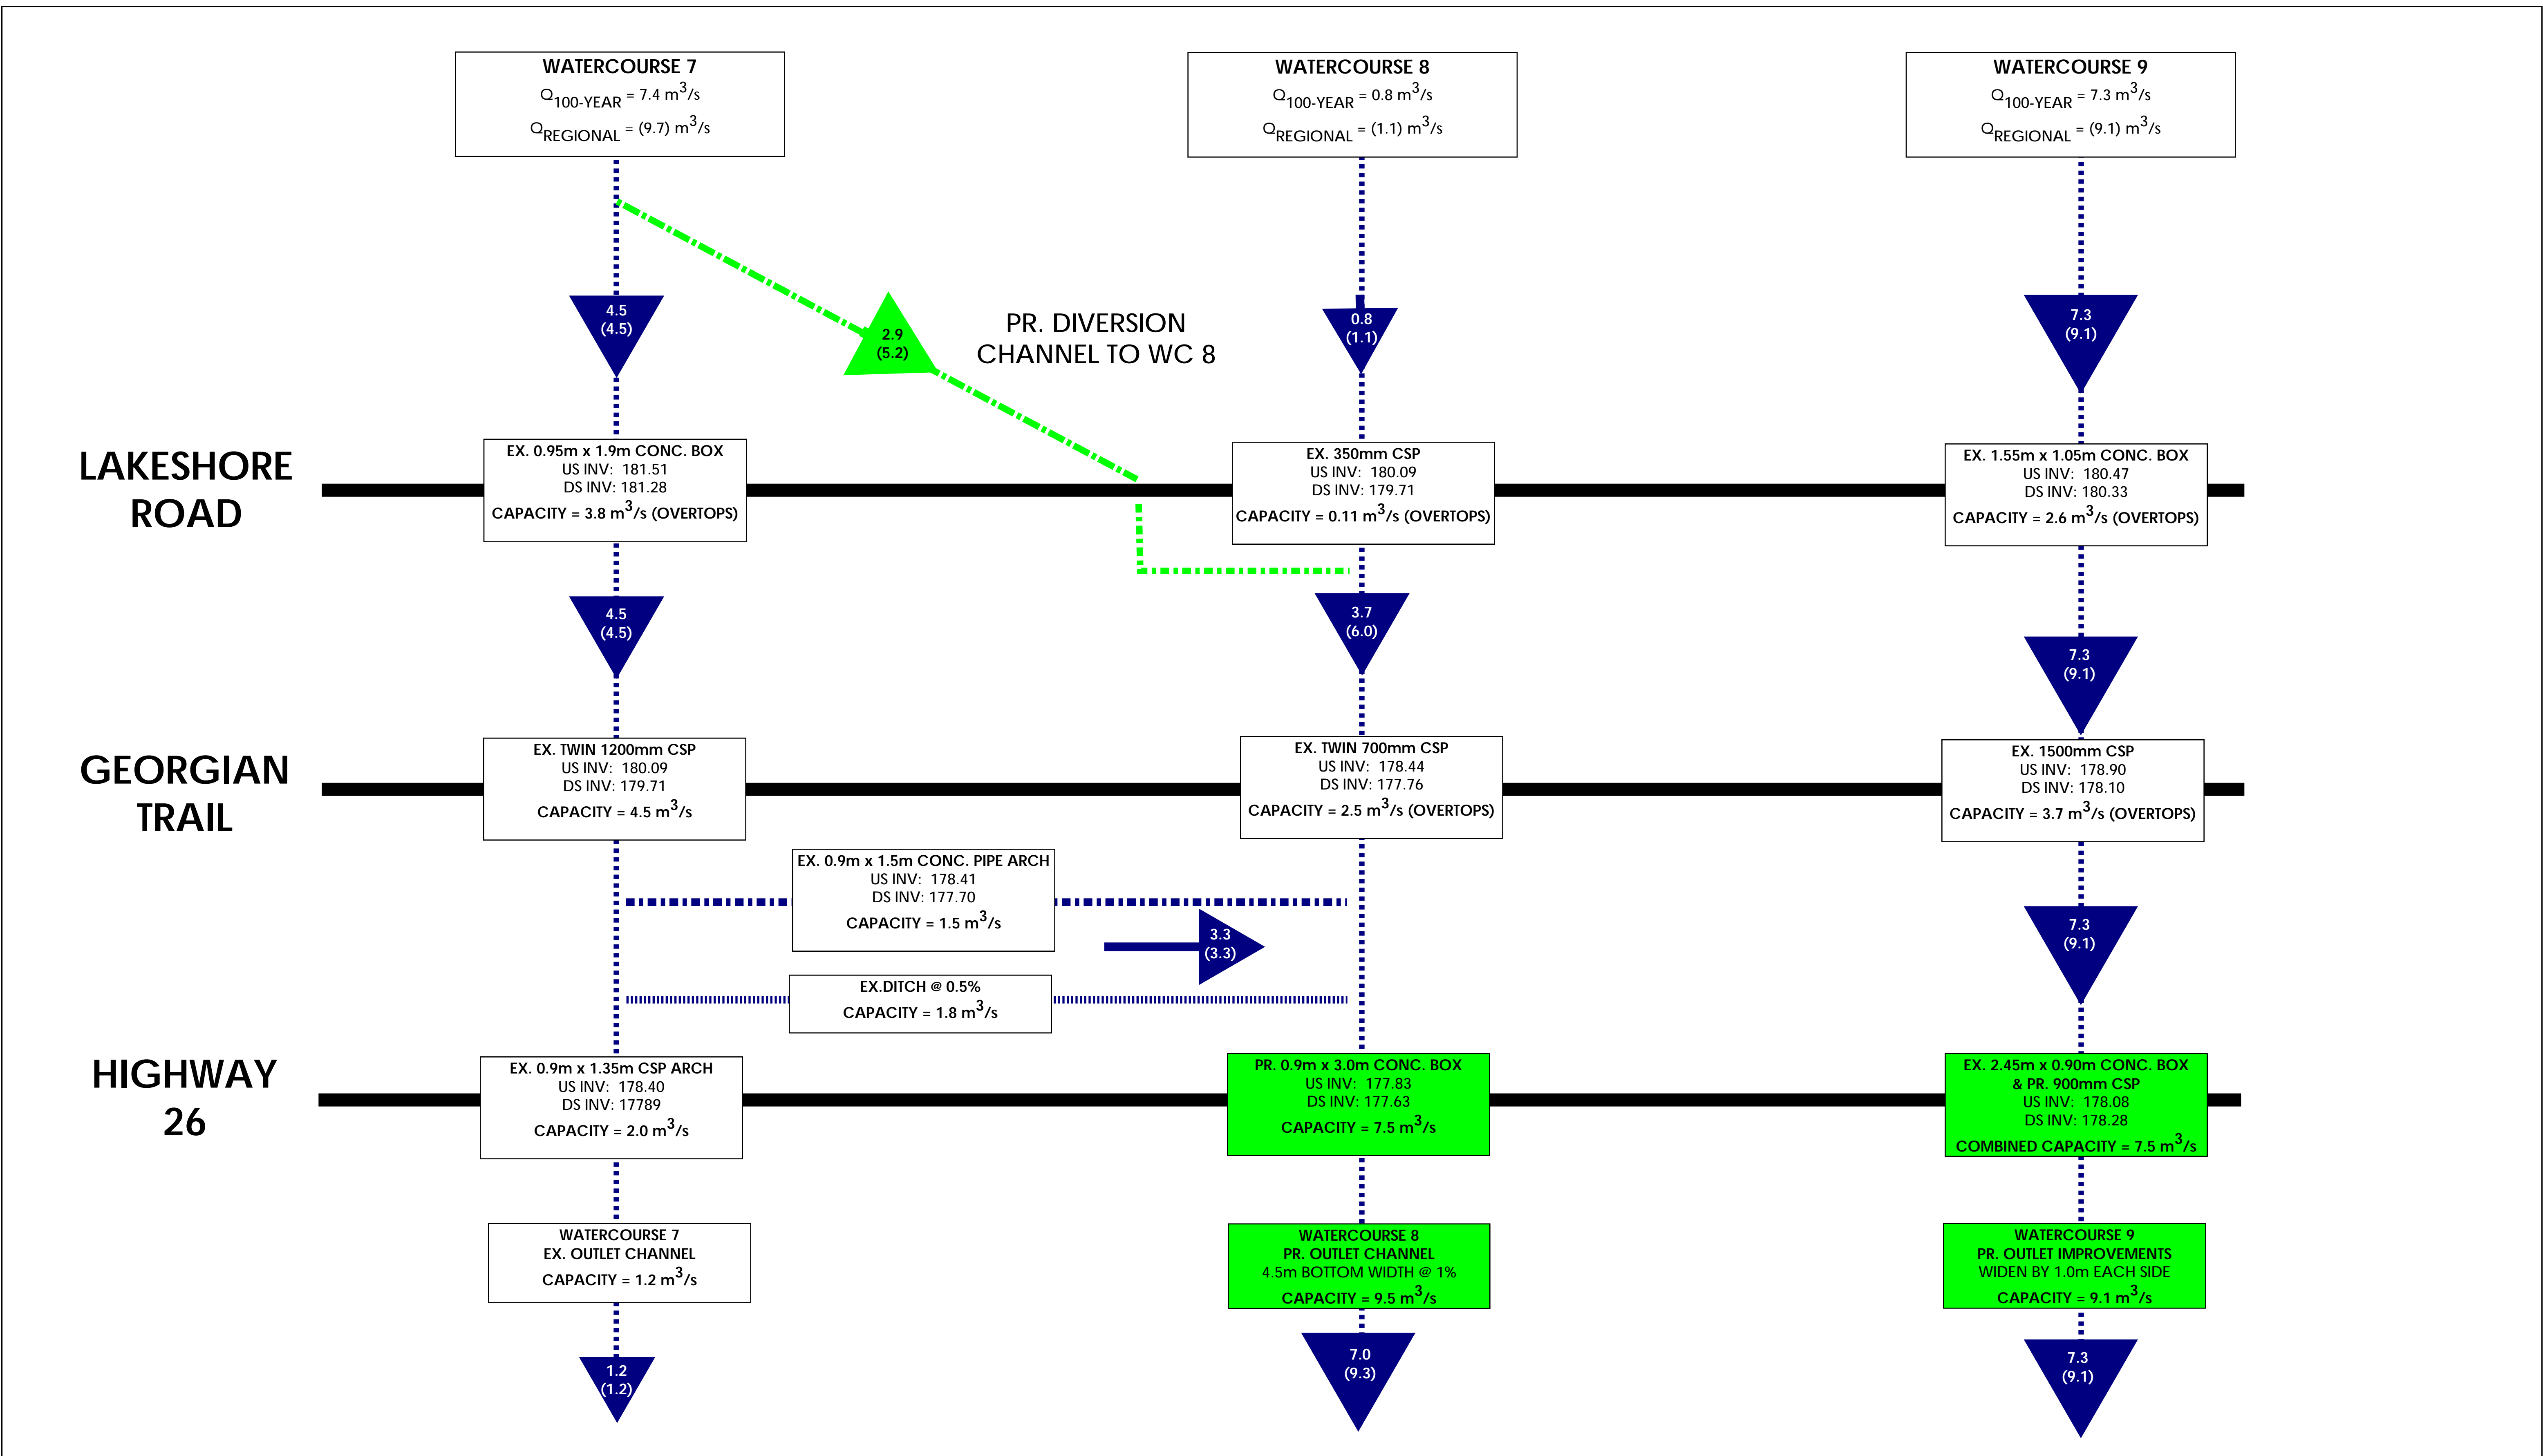 WATERCOURSE 7
Q100-YEAR = 7.4 m3/s
QREGIONAL = (9.7) m3/s
WATERCOURSE 8
Q100-YEAR = 0.8 m3/s
QREGIONAL = (1.1) m3/s
WATERCOURSE 9
Q100-YEAR = 7.3 m3/s
QREGIONAL = (9.1) m3/s
4.5
(4.5)
2.9
(5.2)
PR. DIVERSION
CHANNEL TO WC 8
0.8
(1.1)
7.3
(9.1)
LAKESHORE
ROAD
EX. 0.95m x 1.9m CONC. BOX
US INV: 181.51
DS INV: 181.28
CAPACITY = 3.8 m3/s (OVERTOPS)
EX. 350mm CSP
US INV: 180.09
DS INV: 179.71
CAPACITY = 0.11 m3/s (OVERTOPS)
EX. 1.55m x 1.05m CONC. BOX
US INV: 180.47
DS INV: 180.33
CAPACITY = 2.6 m3/s (OVERTOPS)
4.5
(4.5)
3.7
(6.0)
7.3
(9.1)
GEORGIAN
TRAIL
EX. TWIN 1200mm CSP
US INV: 180.09
DS INV: 179.71
CAPACITY = 4.5 m3/s
EX. TWIN 700mm CSP
US INV: 178.44
DS INV: 177.76
CAPACITY = 2.5 m3/s (OVERTOPS)
EX. 1500mm CSP
US INV: 178.90
DS INV: 178.10
CAPACITY = 3.7 m3/s (OVERTOPS)
EX. 0.9m x 1.5m CONC. PIPE ARCH
US INV: 178.41
DS INV: 177.70
CAPACITY = 1.5 m3/s
3.3
(3.3)
7.3
(9.1)
EX.DITCH @ 0.5%
CAPACITY = 1.8 m3/s
HIGHWAY
26
EX. 0.9m x 1.35m CSP ARCH
US INV: 178.40
DS INV: 17789
CAPACITY = 2.0 m3/s
PR. 0.9m x 3.0m CONC. BOX
US INV: 177.83
DS INV: 177.63
CAPACITY = 7.5 m3/s
EX. 2.45m x 0.90m CONC. BOX
& PR. 900mm CSP
US INV: 178.08
DS INV: 178.28
COMBINED CAPACITY = 7.5 m3/s
WATERCOURSE 7
EX. OUTLET CHANNEL
CAPACITY = 1.2 m3/s
WATERCOURSE 8
PR. OUTLET CHANNEL
4.5m BOTTOM WIDTH @ 1%
CAPACITY = 9.5 m3/s
WATERCOURSE 9
PR. OUTLET IMPROVEMENTS
WIDEN BY 1.0m EACH SIDE
CAPACITY = 9.1 m3/s
1.2
(1.2)
7.0
(9.3)
7.3
(9.1)